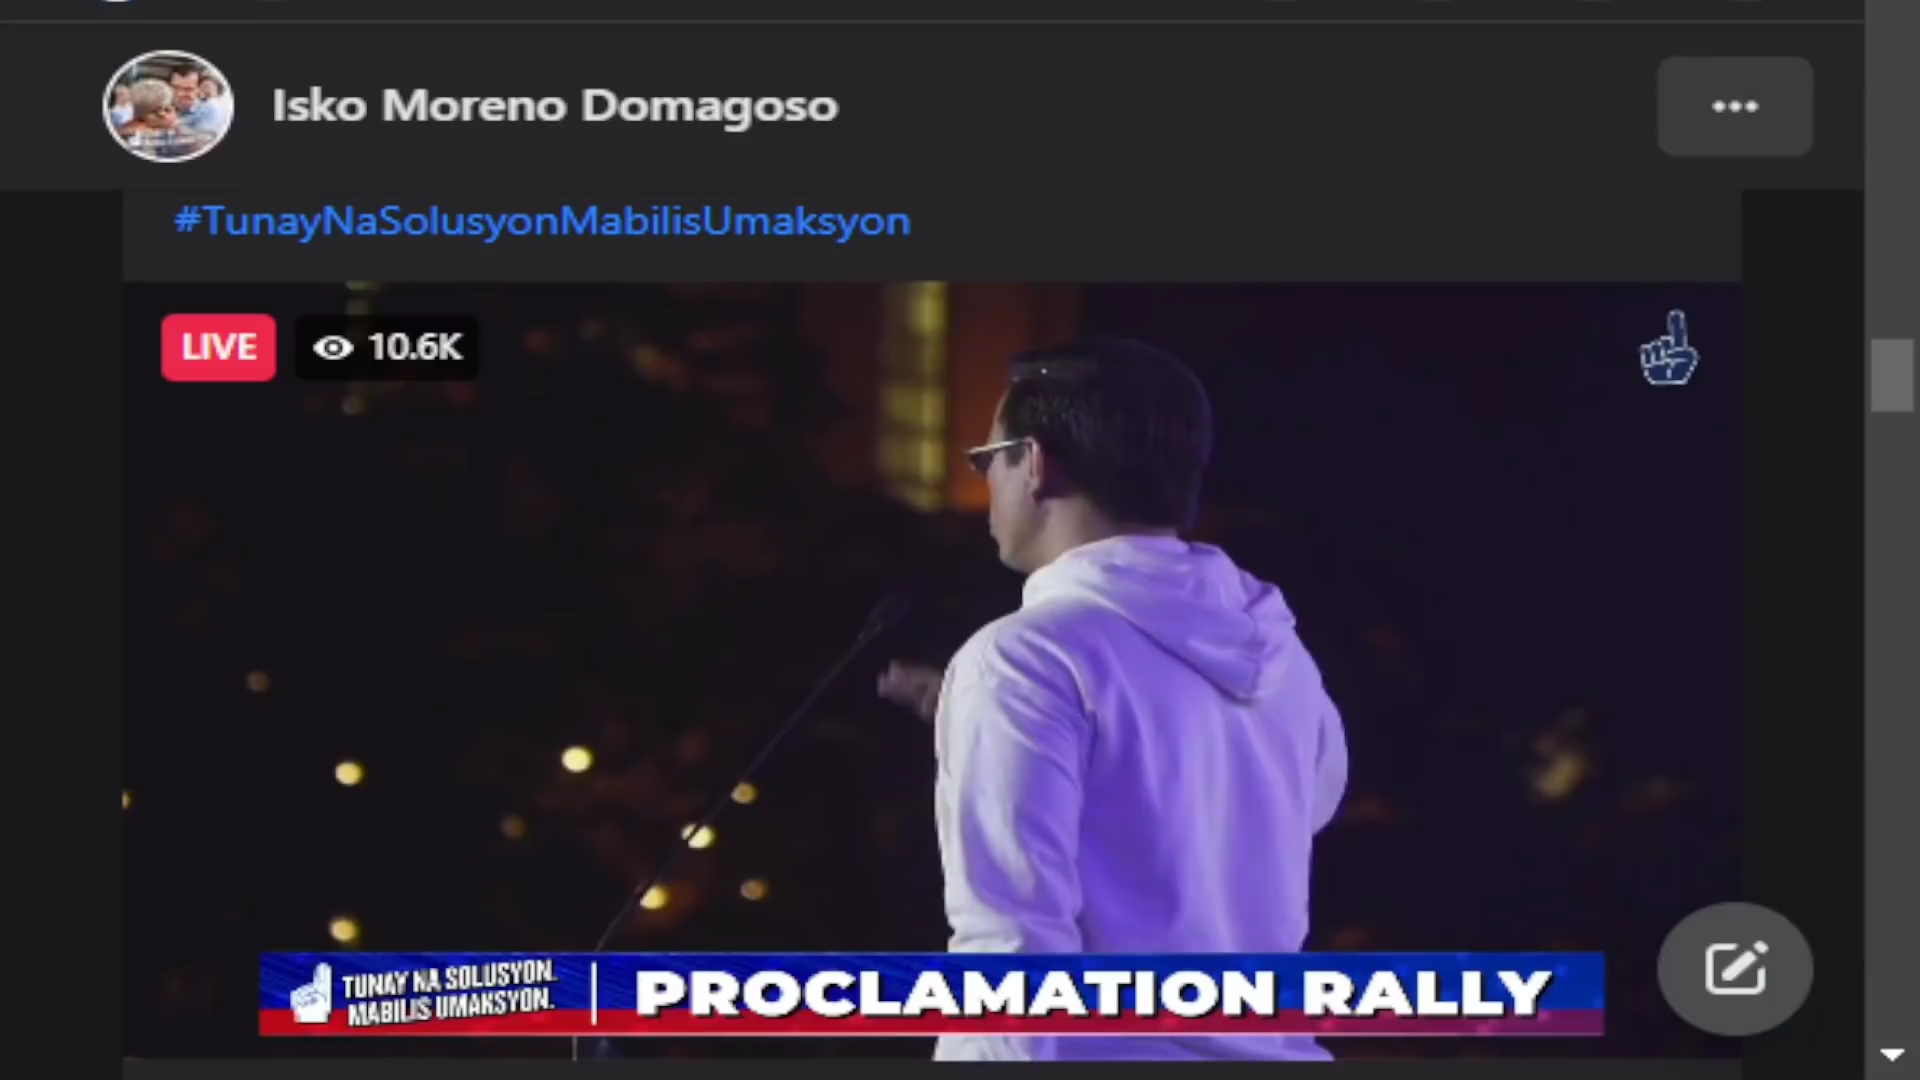 Isko Moreno Domagoso
#TunayNaSolusyonMabilisUmaksyon
LIVE
10.6K
TUNAY NA SOLUSYON.
MABILIS UMAKSYON.
PROCLAMATION RALLY